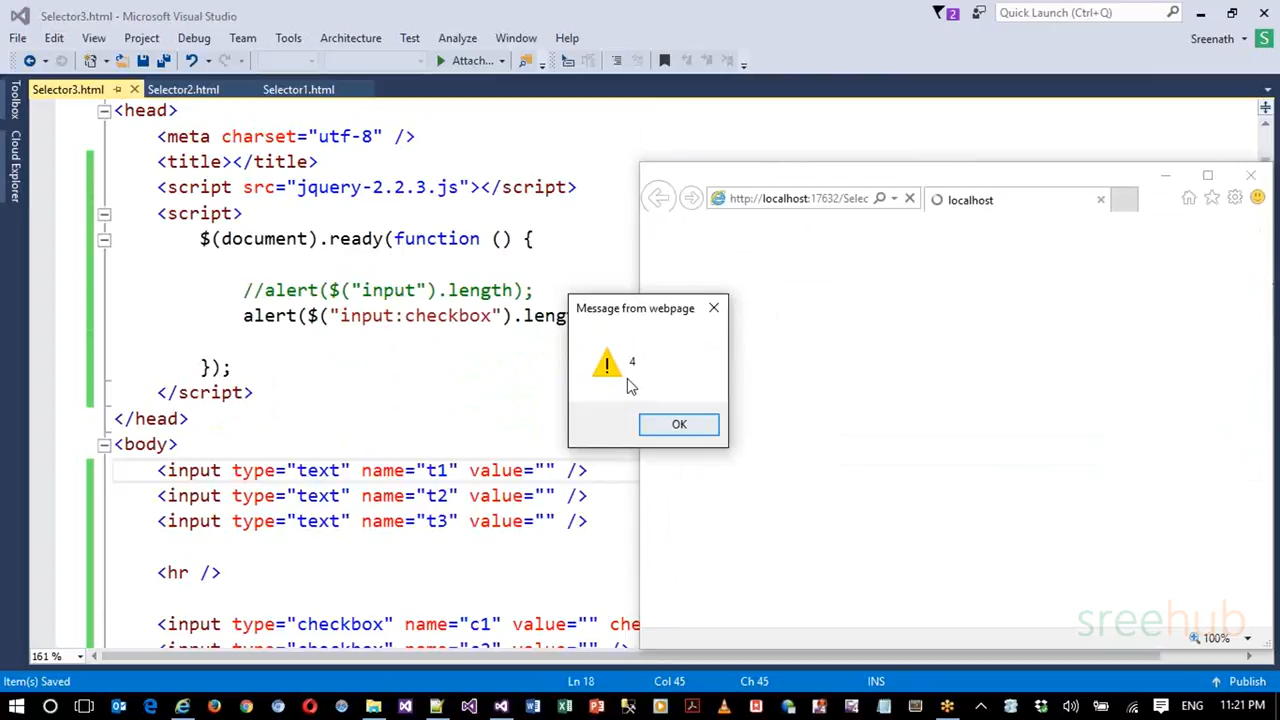 Selector3.html - Microsoft Visual Studio
2
Quick Launch (Ctrl+Q)
File Edit View Project Debug Team Tools Architecture Test Analyze Window Help
Sreenath
S
Attach...
Selector3.html
Selector2.html
Selector1.html
Toolbox
Cloud Explorer
<head>
<meta charset="utf-8" />
<title></title>
<script src="jquery-2.2.3.js"></script>
<script>
$(document).ready(function () {
//alert($("input").length);
alert($("input:checkbox").leng
});
</script>
</head>
<body>
<input type="text" name="t1" value="" />
<input type="text" name="t2" value="" />
<input type="text" name="t3" value="" />
<hr />
<input type="checkbox" name="c1" value="" che
http://localhost:17632/Selec
localhost
Message from webpage
4
OK
sreehub
100%
161 %
Item(s) Saved
Ln 18
Col 45
Ch 45
INS
Publish
ENG
11:21 PM